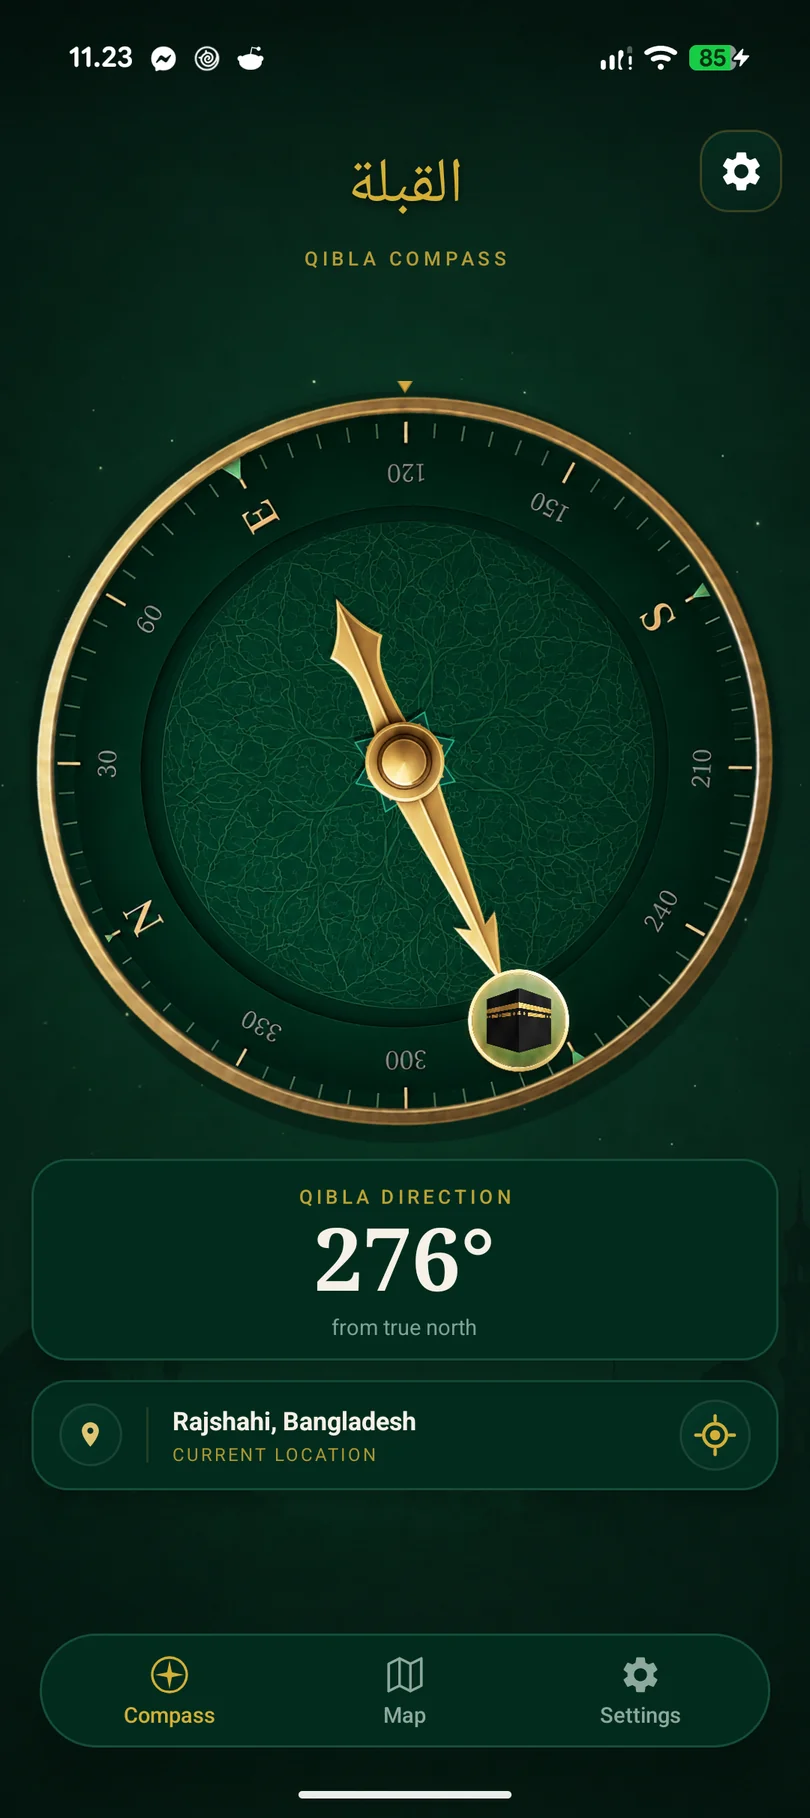 11.23
85
القبلة
QIBLA COMPASS
120
150
E
S
60
30
210
N
240
330
300
QIBLA DIRECTION
276°
from true north
Rajshahi, Bangladesh
CURRENT LOCATION
Compass
Map
Settings